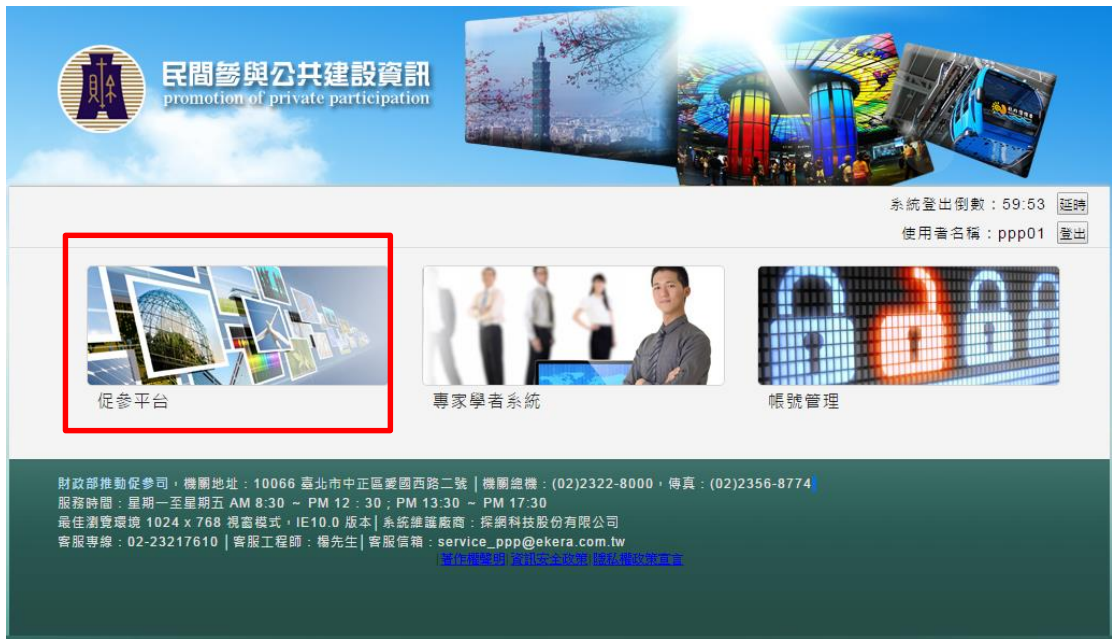 財
民間參與公共建設資訊
promotion of private participation
系統登出倒數：59:53 延時
使用者名稱：ppp01 登出
促參平台
專家學者系統
帳號管理
財政部推動促參司，機關地址：10066 臺北市中正區愛國西路二號│機關總機：(02)2322-8000，傳真：(02)2356-8774
服務時間：星期一至星期五 AM 8:30 ~ PM 12：30；PM 13:30 ~ PM 17:30
最佳瀏覽環境 1024 x 768 視窗模式，IE10.0 版本│系統維護廠商：探網科技股份有限公司
客服專線：02-23217610│客服工程師：楊先生│客服信箱：service_ppp@ekera.com.tw
|著作權聲明|資訊安全政策|隱私權政策宣言